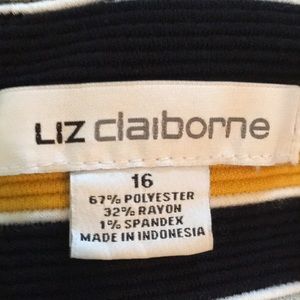 LIZ claiborne
16
67% POLYESTER
32% RAYON
1% SPANDEX
MADE IN INDONESIA